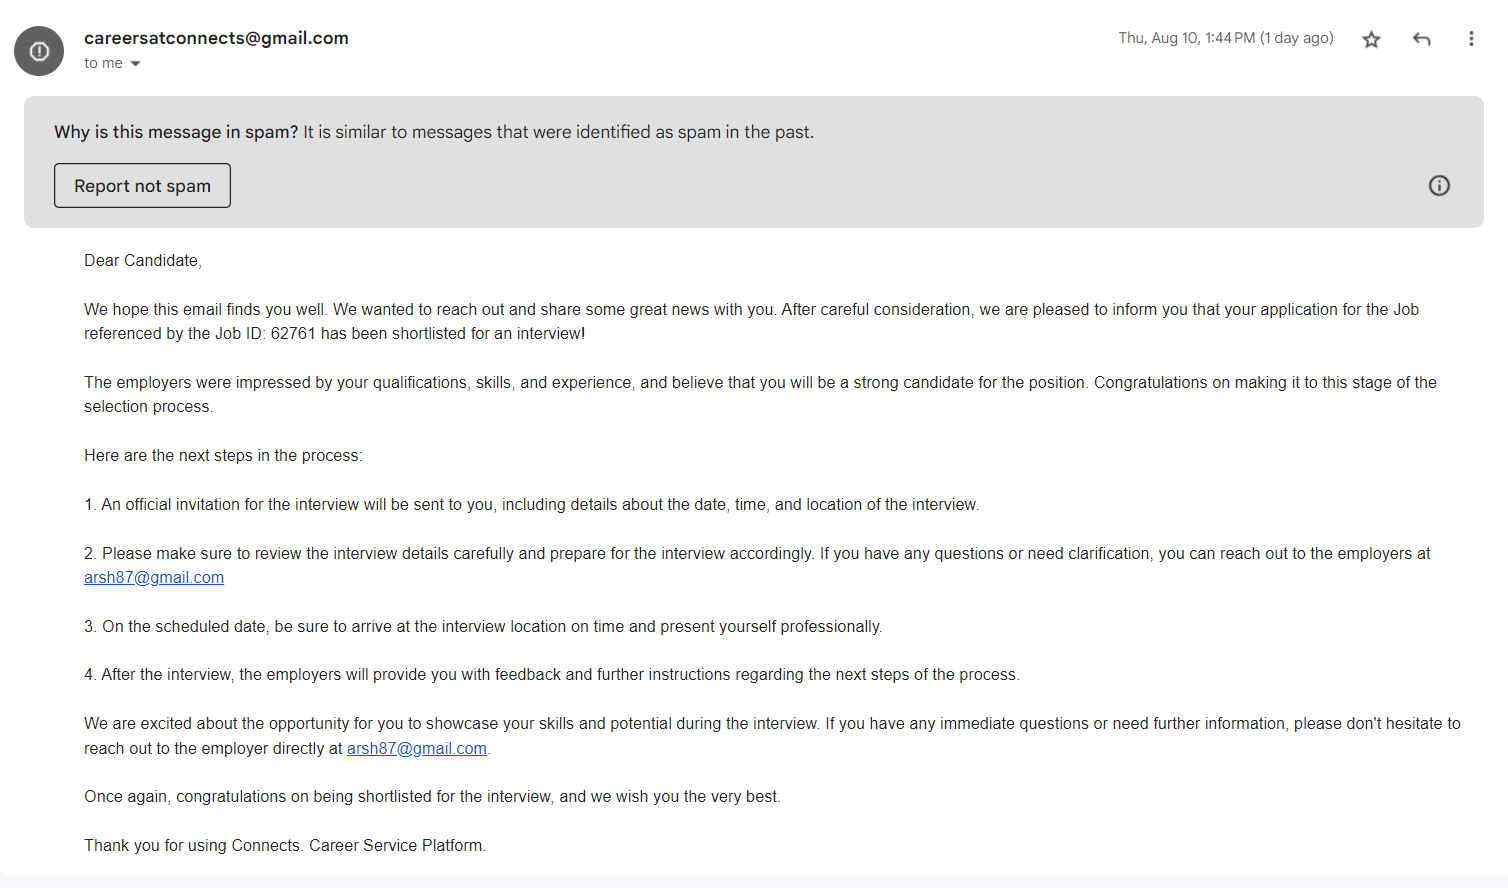 careersatconnects@gmail.com
Thu, Aug 10, 1:44 PM (1 day ago)
to me
Why is this message in spam? It is similar to messages that were identified as spam in the past.
Report not spam
Dear Candidate,
We hope this email finds you well. We wanted to reach out and share some great news with you. After careful consideration, we are pleased to inform you that your application for the Job
referenced by the Job ID: 62761 has been shortlisted for an interview!
The employers were impressed by your qualifications, skills, and experience, and believe that you will be a strong candidate for the position. Congratulations on making it to this stage of the
selection process.
Here are the next steps in the process:
1. An official invitation for the interview will be sent to you, including details about the date, time, and location of the interview.
2. Please make sure to review the interview details carefully and prepare for the interview accordingly. If you have any questions or need clarification, you can reach out to the employers at
arsh87@gmail.com
3. On the scheduled date, be sure to arrive at the interview location on time and present yourself professionally.
4. After the interview, the employers will provide you with feedback and further instructions regarding the next steps of the process.
We are excited about the opportunity for you to showcase your skills and potential during the interview. If you have any immediate questions or need further information, please don't hesitate to
reach out to the employer directly at arsh87@gmail.com.
Once again, congratulations on being shortlisted for the interview, and we wish you the very best.
Thank you for using Connects. Career Service Platform.